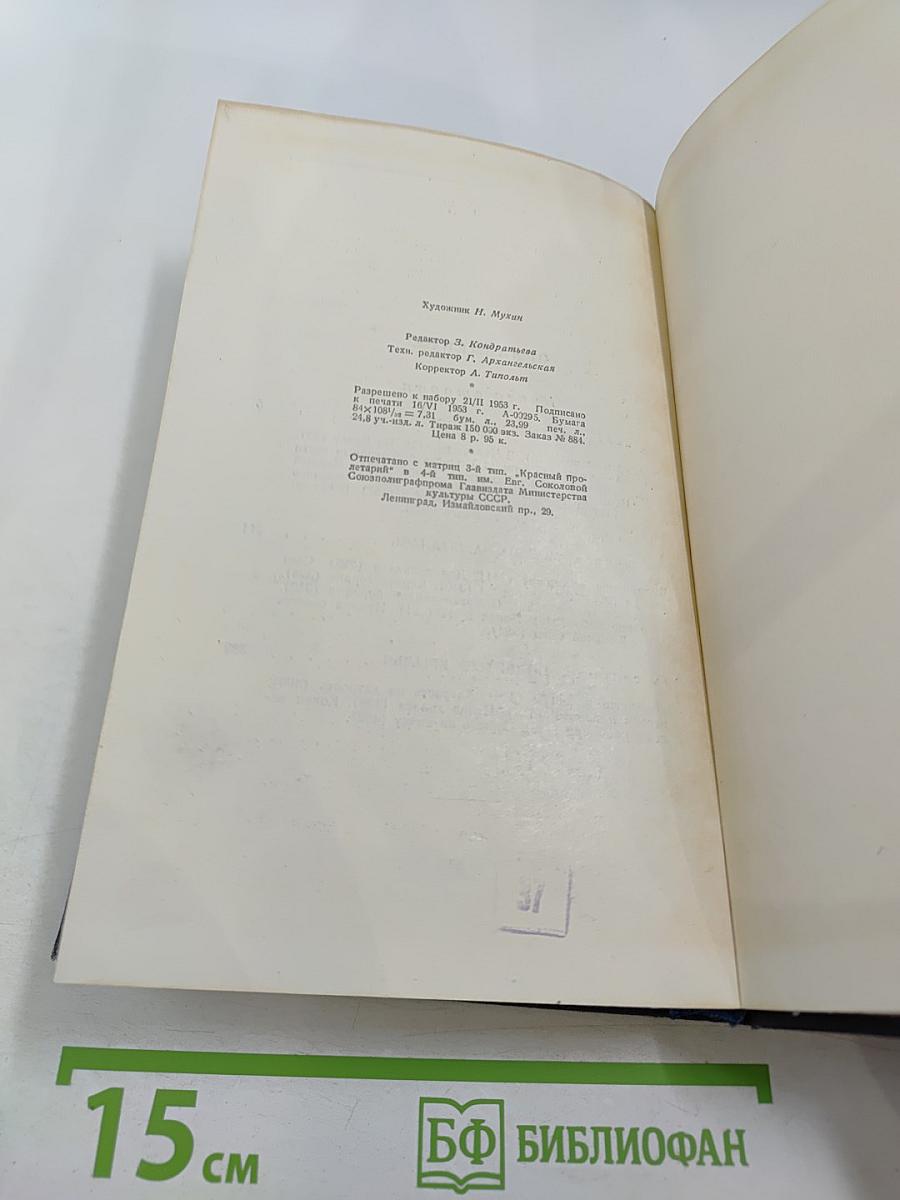 Художник Н. Мухин
Редактор З. Кондратьева
Техн. редактор Г. Архангельская
Корректор А. Типольт
*
Разрешено к набору 21/II 1953 г. Подписано
к печати 16/VI 1953 г. А-00295. Бумага
84×108¹/₃₂ = 7,31 бум. л., 23,99 печ. л.,
24,8 уч.-изд. л. Тираж 150 000 экз. Заказ № 884.
Цена 8 р. 95 к.
*
Отпечатано с матриц 3-й тип. „Красный про-
летарий" в 4-й тип. им. Евг. Соколовой
Союзполиграфпрома Главиздата Министерства
культуры СССР.
Ленинград, Измайловский пр., 29.
37
15 см
БФ БИБЛИОФАН